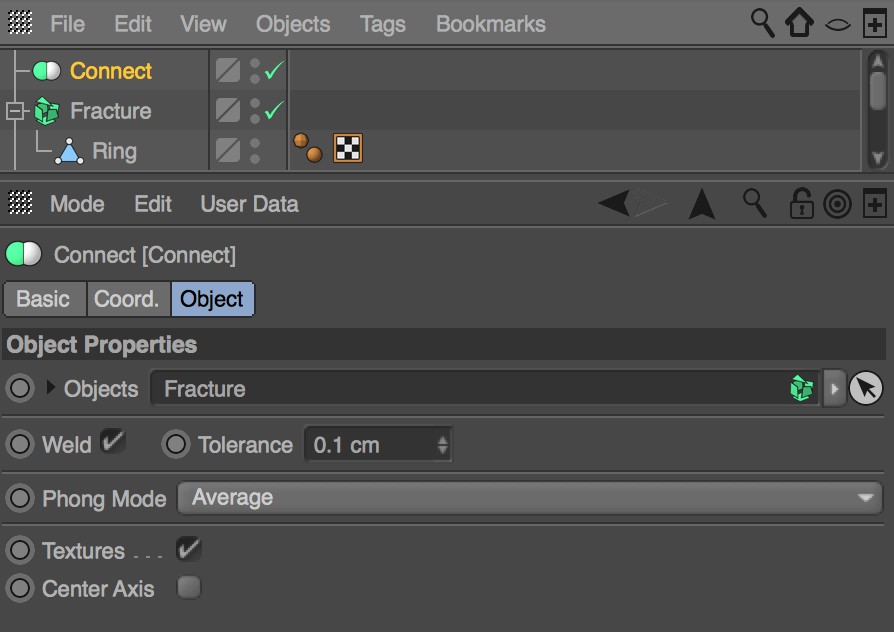 File Edit View Objects Tags Bookmarks
Connect
Fracture
Ring
Mode Edit User Data
Connect [Connect]
Basic Coord. Object
Object Properties
Objects Fracture
Weld Tolerance 0.1 cm
Phong Mode Average
Textures . . .
Center Axis